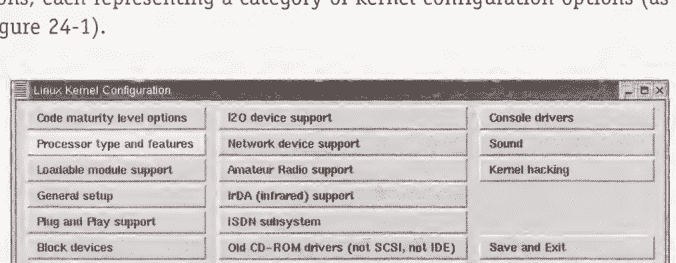 ons, each representing a category of kernel configuration options (as
gure 24-1).
Linux Kernel Configuration
Code maturity level options
Processor type and features
Loadable module support
General setup
Plug and Play support
Block devices
I2O device support
Network device support
Amateur Radio support
IrDA (infrared) support
ISDN subsystem
Old CD-ROM drivers (not SCSI, not IDE)
Console drivers
Sound
Kernel hacking
Save and Exit